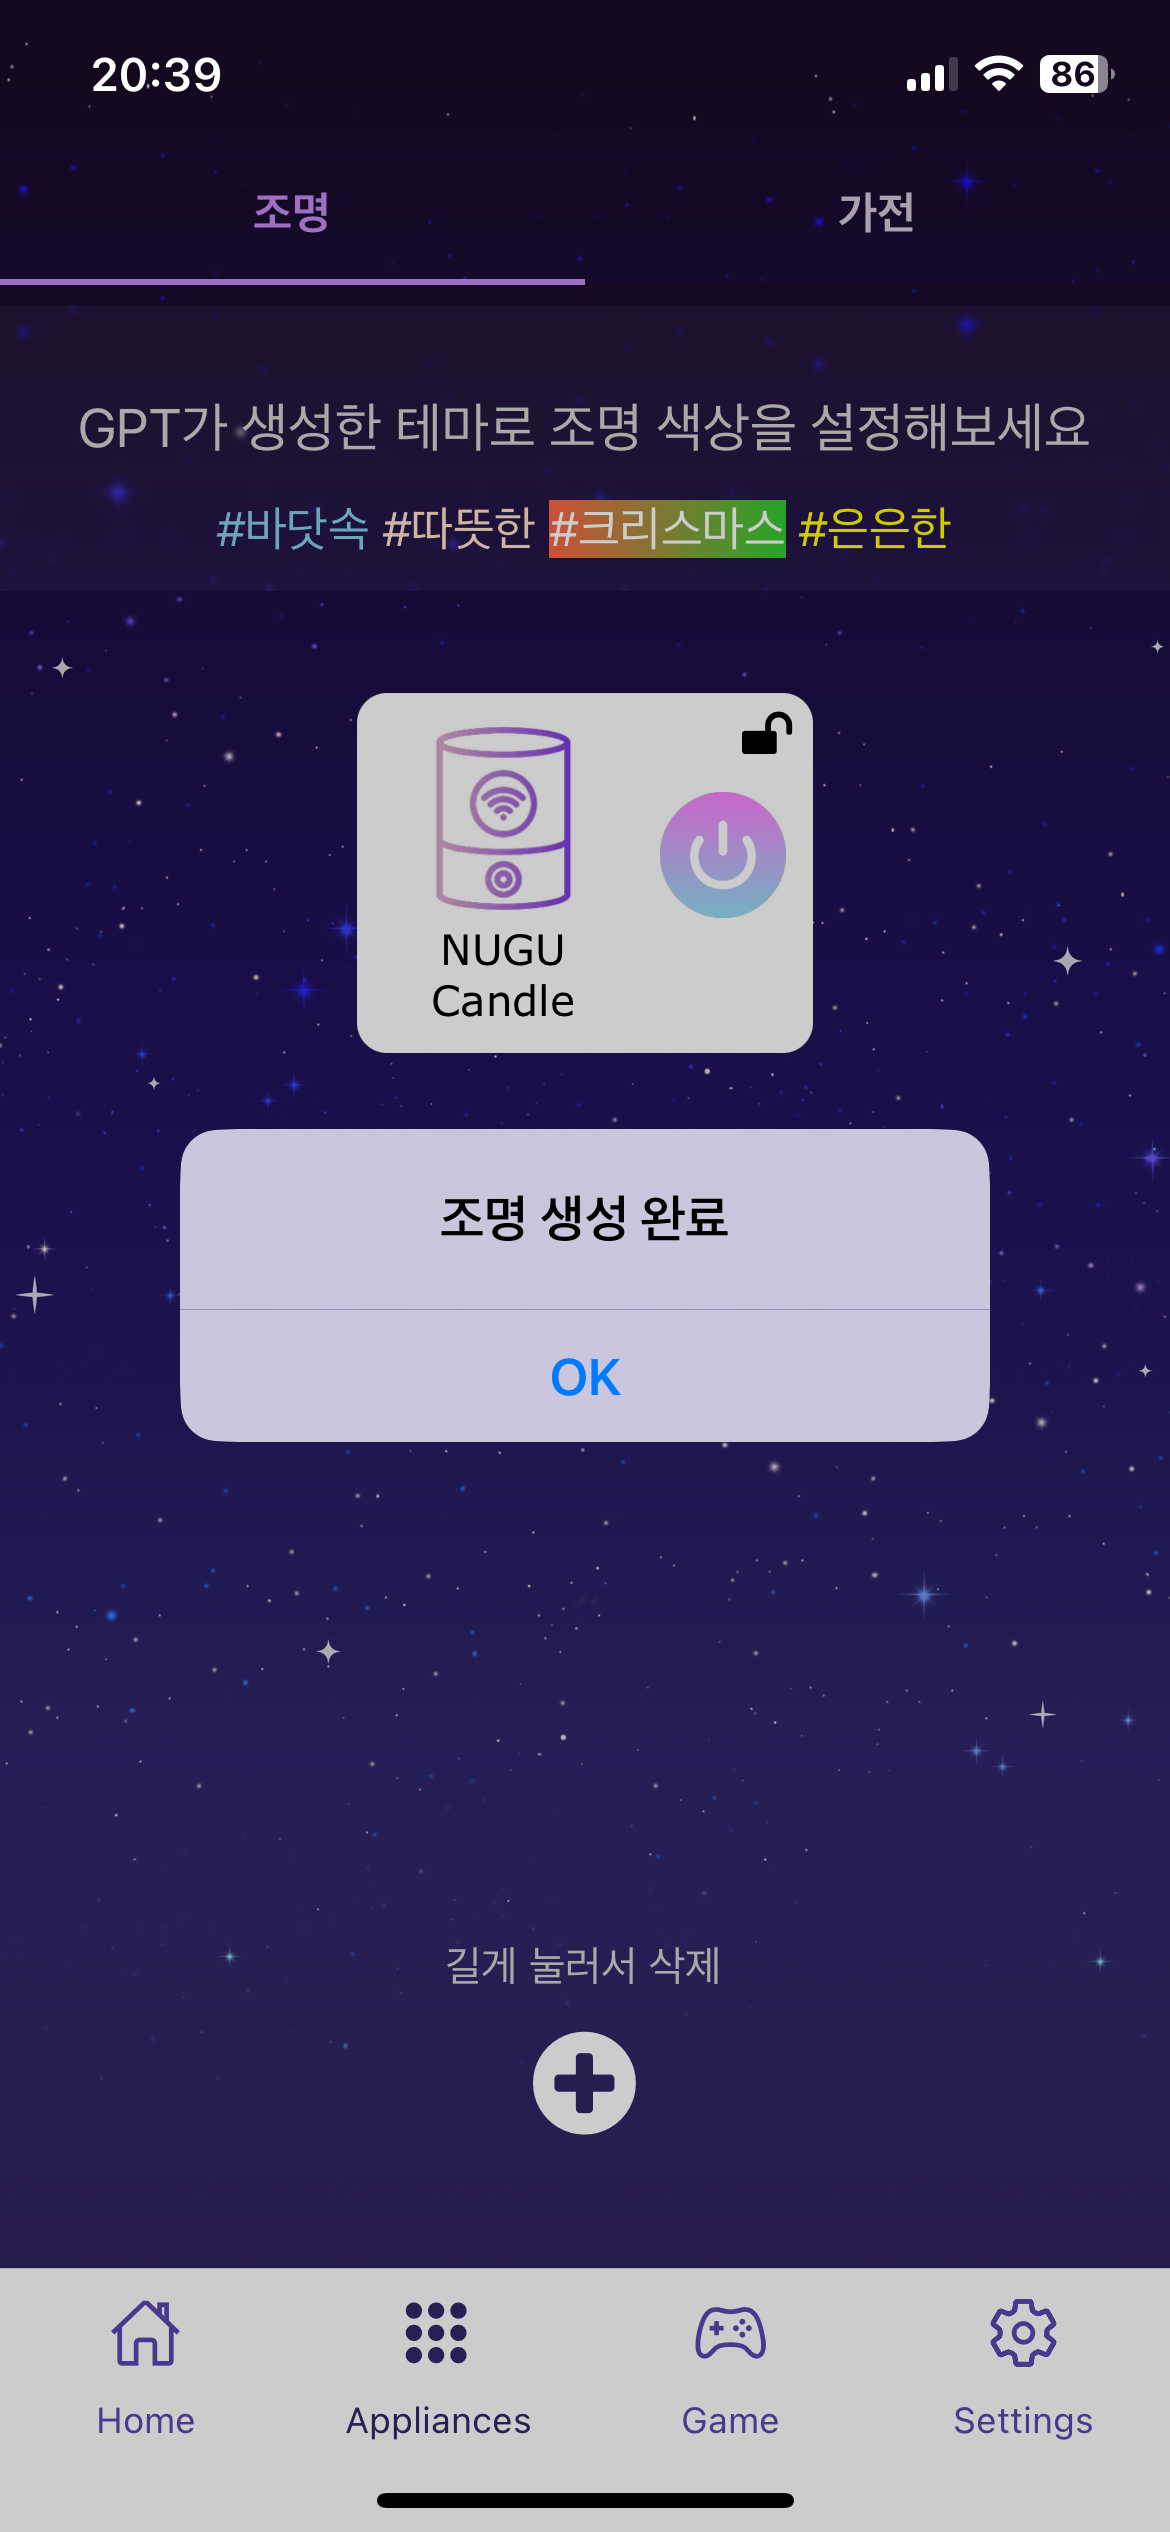 20:39
86
조명
가전
GPT가 생성한 테마로 조명 색상을 설정해보세요
#바닷속 #따뜻한 #크리스마스 #은은한
NUGU
Candle
조명 생성 완료
OK
길게 눌러서 삭제
Home
Appliances
Game
Settings